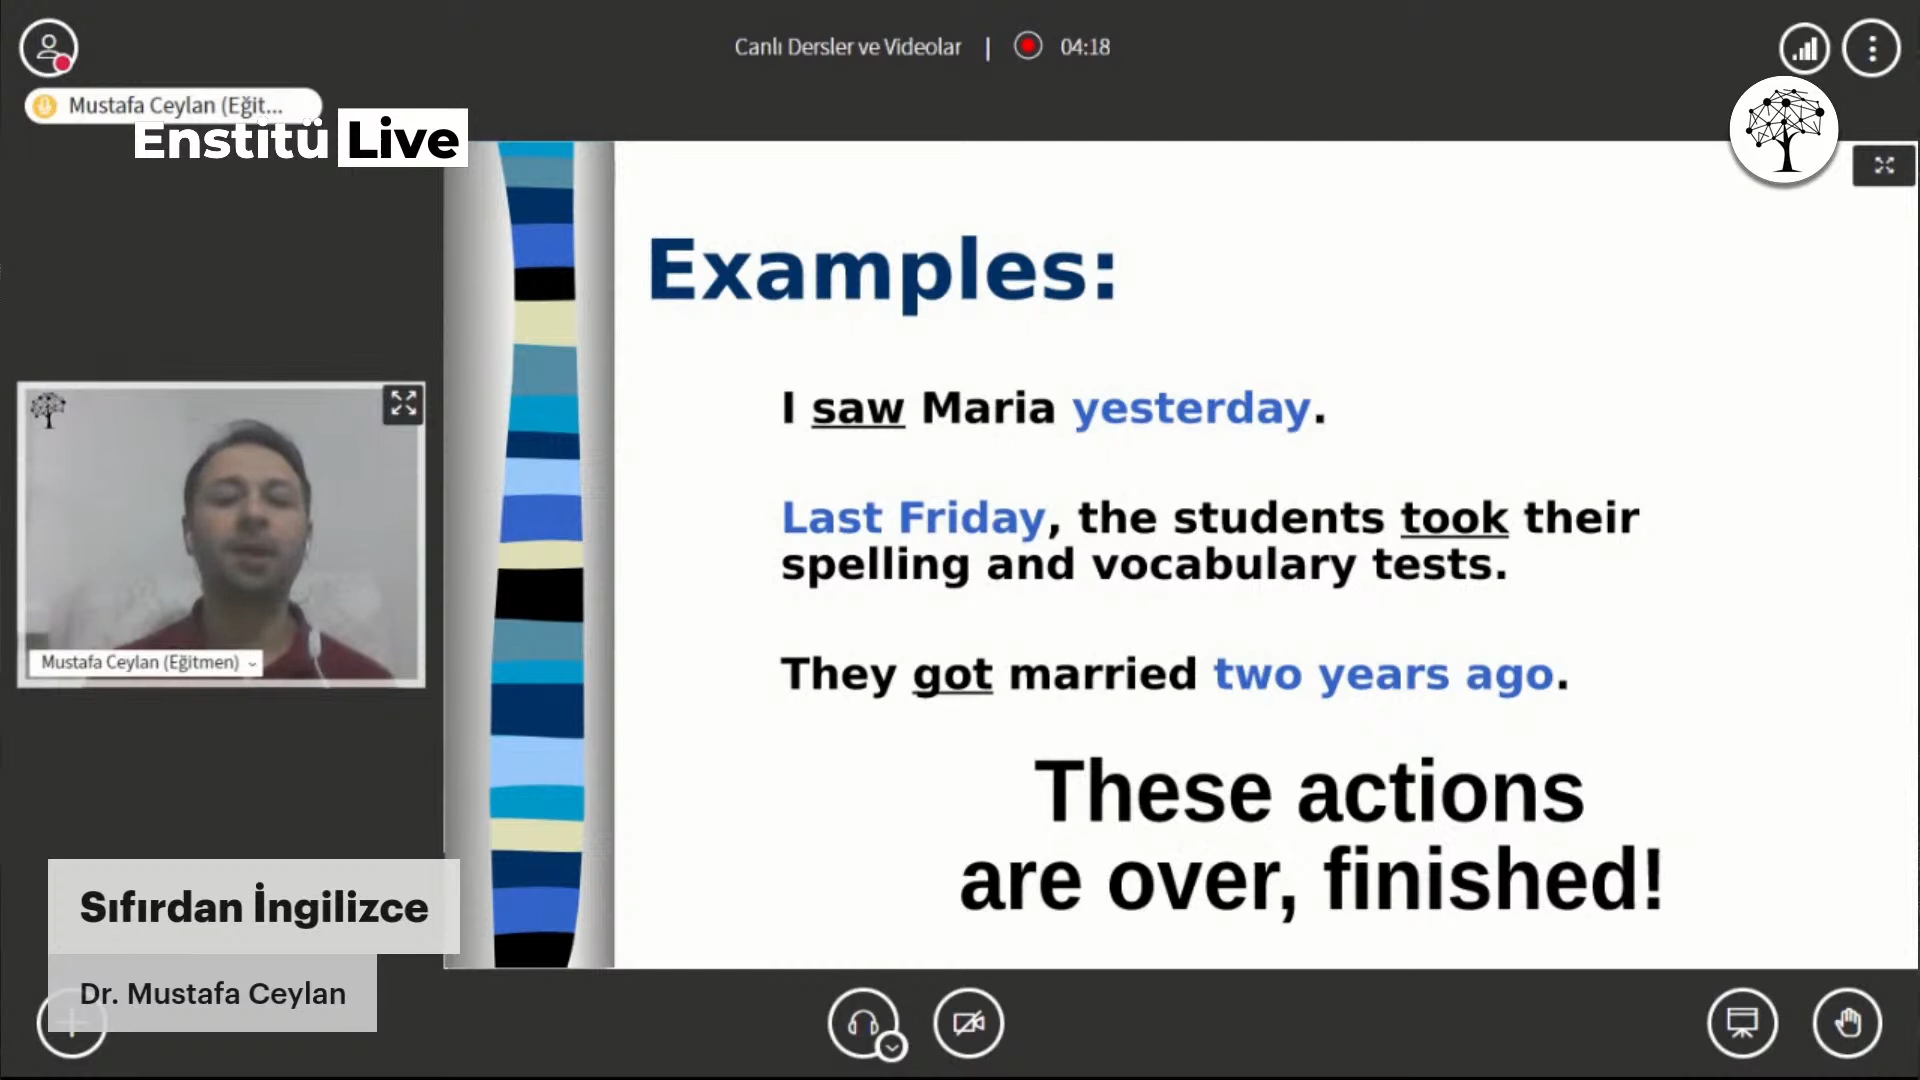 Canlı Dersler ve Videolar | 04:18
Mustafa Ceylan (Eğit...
Enstitü Live
Examples:
I saw Maria yesterday.
Last Friday, the students took their
spelling and vocabulary tests.
They got married two years ago.
These actions
are over, finished!
Mustafa Ceylan (Eğitmen)
Sıfırdan İngilizce
Dr. Mustafa Ceylan